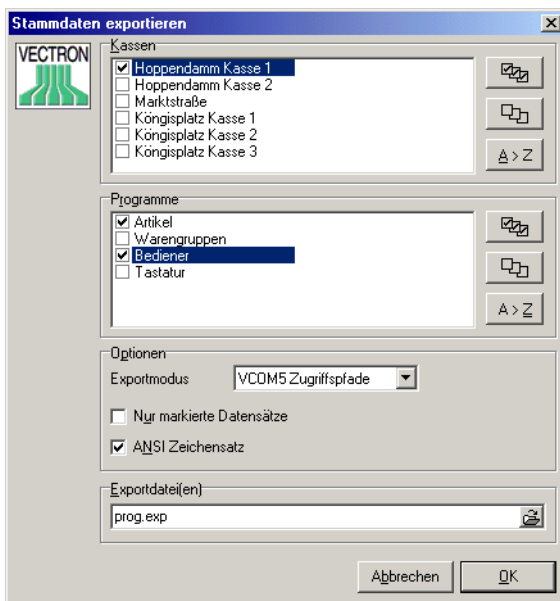 Stammdaten exportieren
VECTRON
Kassen
Hoppendamm Kasse 1
Hoppendamm Kasse 2
Marktstraße
Köngisplatz Kasse 1
Köngisplatz Kasse 2
Köngisplatz Kasse 3
A > Z
Programme
Artikel
Warengruppen
Bediener
Tastatur
A > Z
Optionen
Exportmodus VCOM5 Zugriffspfade
Nur markierte Datensätze
ANSI Zeichensatz
Exportdatei(en)
prog.exp
Abbrechen OK